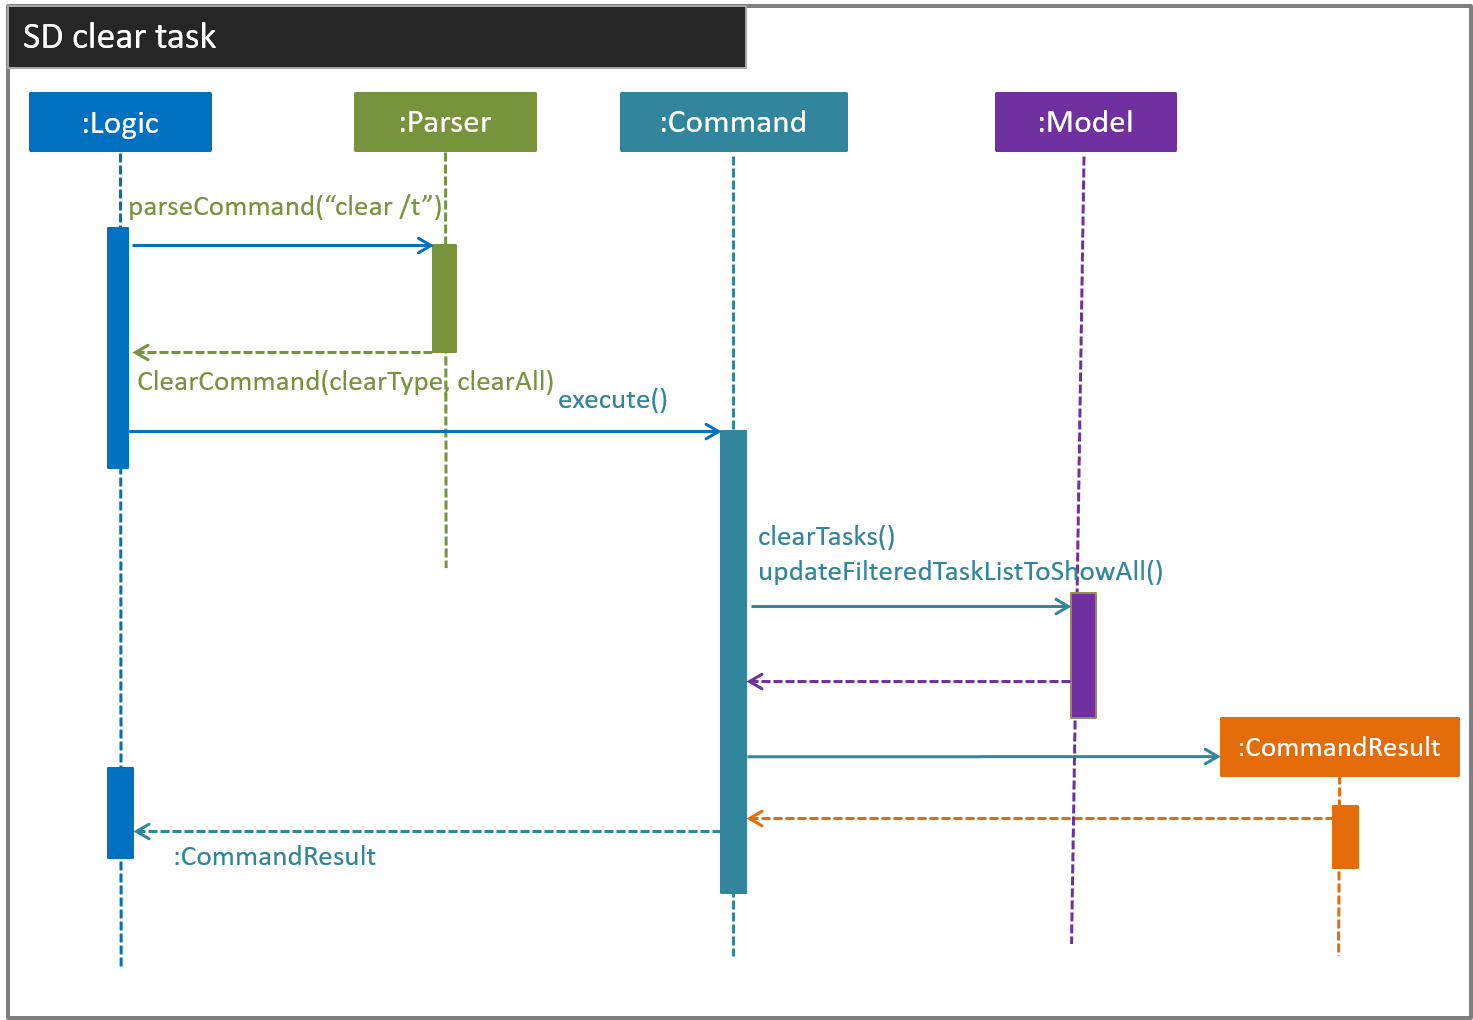 SD clear task
:Logic
:Parser
:Command
:Model
parseCommand(“clear /t”)
ClearCommand(clearType, clearAll)
execute()
clearTasks()
updateFilteredTaskListToShowAll()
:CommandResult
:CommandResult